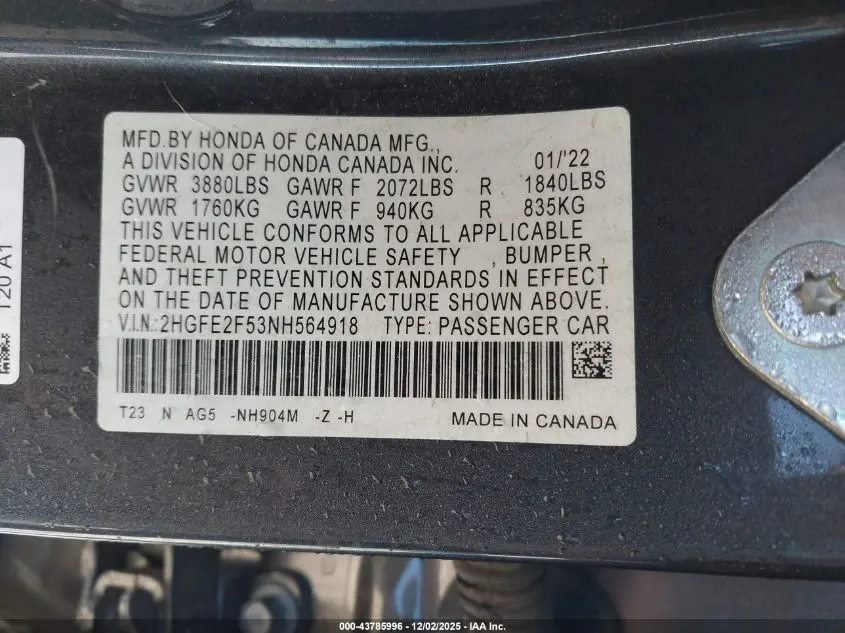 MFD.BY HONDA OF CANADA MFG.,
A DIVISION OF HONDA CANADA INC. 01/'22
GVWR 3880LBS GAWR F 2072LBS R 1840LBS
GVWR 1760KG GAWR F 940KG R 835KG
THIS VEHICLE CONFORMS TO ALL APPLICABLE
FEDERAL MOTOR VEHICLE SAFETY , BUMPER ,
AND THEFT PREVENTION STANDARDS IN EFFECT
ON THE DATE OF MANUFACTURE SHOWN ABOVE.
V.I.N.:2HGFE2F53NH564918 TYPE: PASSENGER CAR
T23 N AG5 -NH904M -Z -H MADE IN CANADA
T20 A1
000-43785996 - 12/02/2025 - IAA Inc.